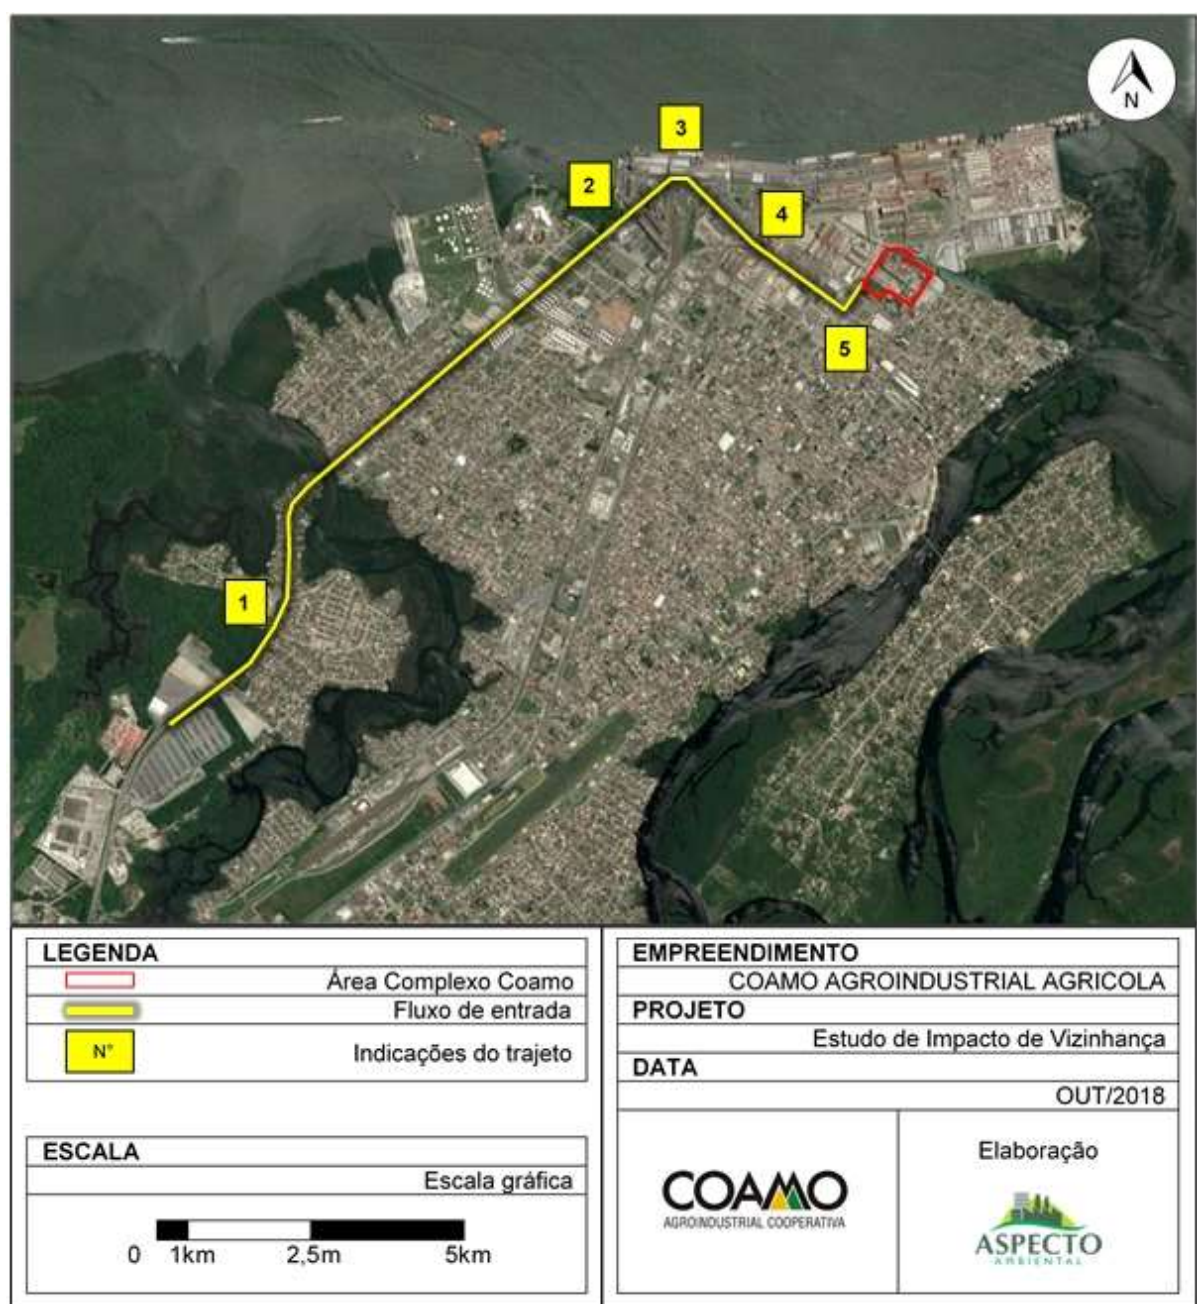 N
3
2
4
5
1
LEGENDA
Área Complexo Coamo
Fluxo de entrada
N°
Indicações do trajeto
ESCALA
Escala gráfica
0 1km 2,5m 5km
EMPREENDIMENTO
COAMO AGROINDUSTRIAL AGRICOLA
PROJETO
Estudo de Impacto de Vizinhança
DATA
OUT/2018
COAMO
AGROINDUSTRIAL COOPERATIVA
Elaboração
ASPECTO
AMBIENTAL